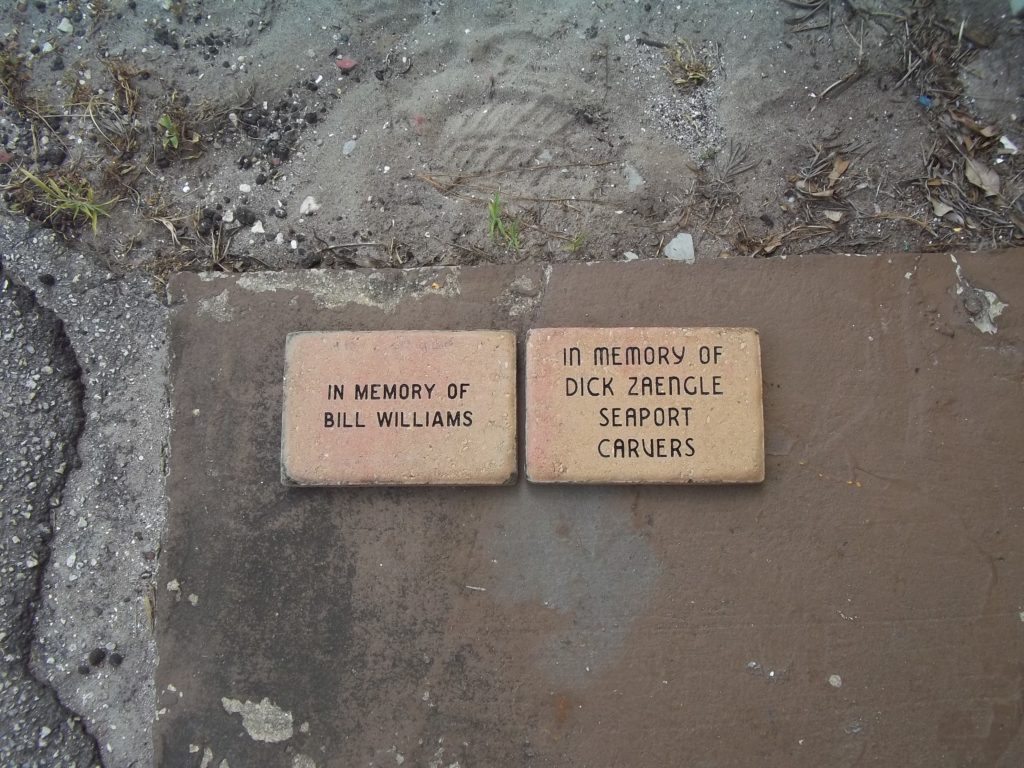 IN MEMORY OF
BILL WILLIAMS
IN MEMORY OF
DICK ZAENGLE
SEAPORT
CARVERS